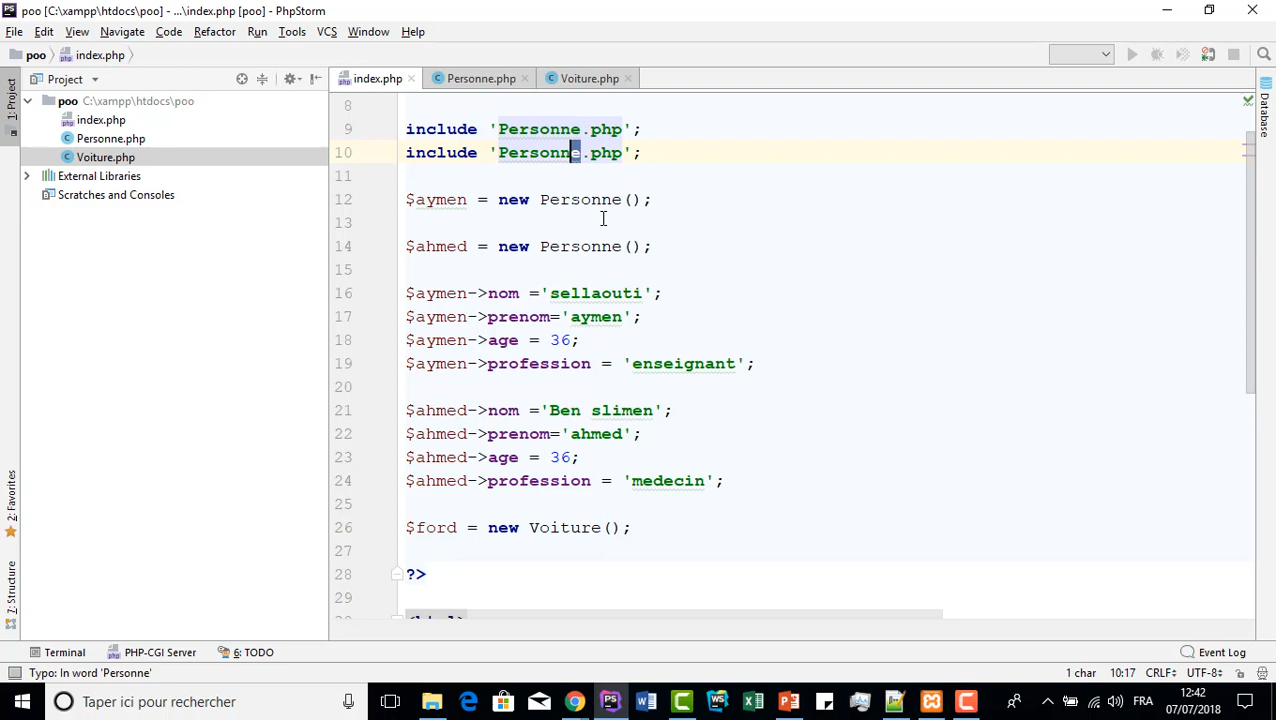 poo [C:\xampp\htdocs\poo] - ...\index.php [poo] - PhpStorm
File Edit View Navigate Code Refactor Run Tools VCS Window Help
poo index.php
Project
index.php Personne.php Voiture.php
1: Project
2: Favorites
7: Structure
Database
poo C:\xampp\htdocs\poo
index.php
Personne.php
Voiture.php
External Libraries
Scratches and Consoles
8
9 include 'Personne.php';
10 include 'Personne.php';
11
12 $aymen = new Personne();
13
14 $ahmed = new Personne();
15
16 $aymen->nom ='sellaouti';
17 $aymen->prenom='aymen';
18 $aymen->age = 36;
19 $aymen->profession = 'enseignant';
20
21 $ahmed->nom ='Ben slimen';
22 $ahmed->prenom='ahmed';
23 $ahmed->age = 36;
24 $ahmed->profession = 'medecin';
25
26 $ford = new Voiture();
27
28 ?>
29
Terminal PHP-CGI Server 6: TODO Event Log
Typo: In word 'Personne' 1 char 10:17 CRLF÷ UTF-8÷
Taper ici pour rechercher FRA 12:42
07/07/2018